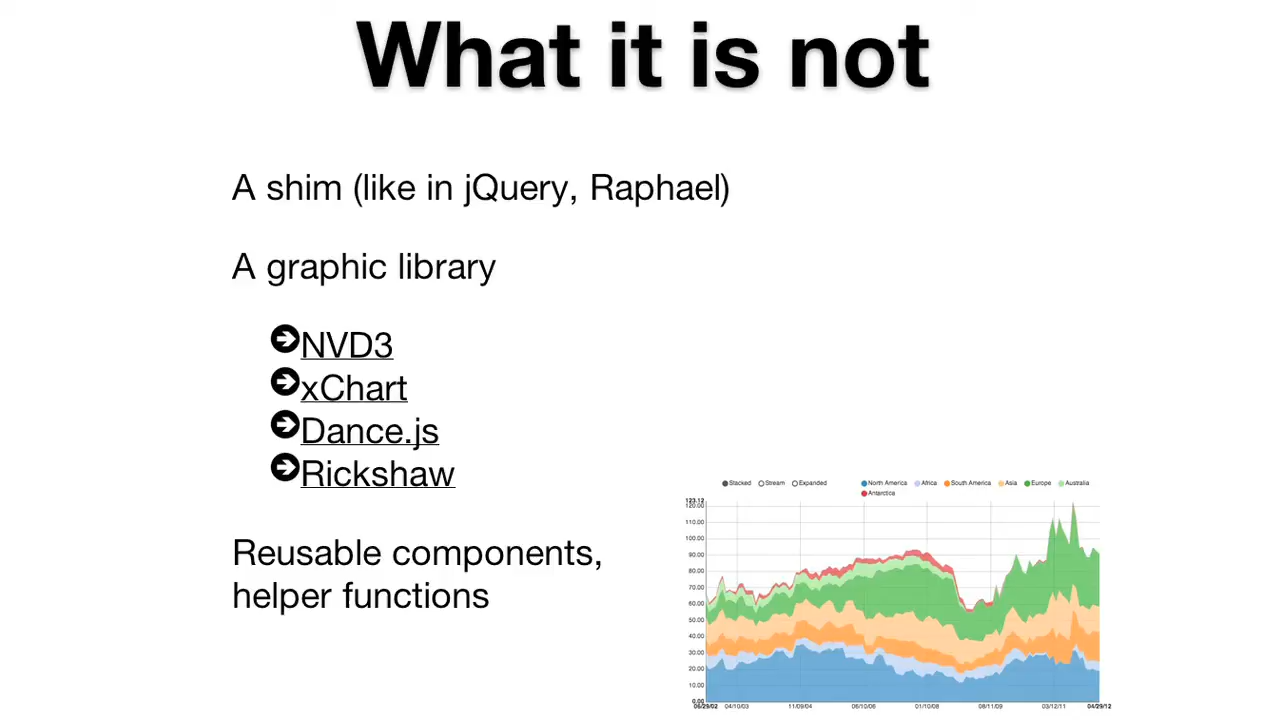 What it is not
A shim (like in jQuery, Raphael)
A graphic library
NVD3
xChart
Dance.js
Rickshaw
Reusable components,
helper functions
Stacked Stream Expanded North America Africa South America Asia Europe Australia
Antarctica
123.12
120.00
110.00
100.00
90.00
80.00
70.00
60.00
50.00
40.00
30.00
20.00
10.00
0.00
04/10/03 11/09/04 06/10/06 01/10/08 08/11/09 03/12/11 04/29/12